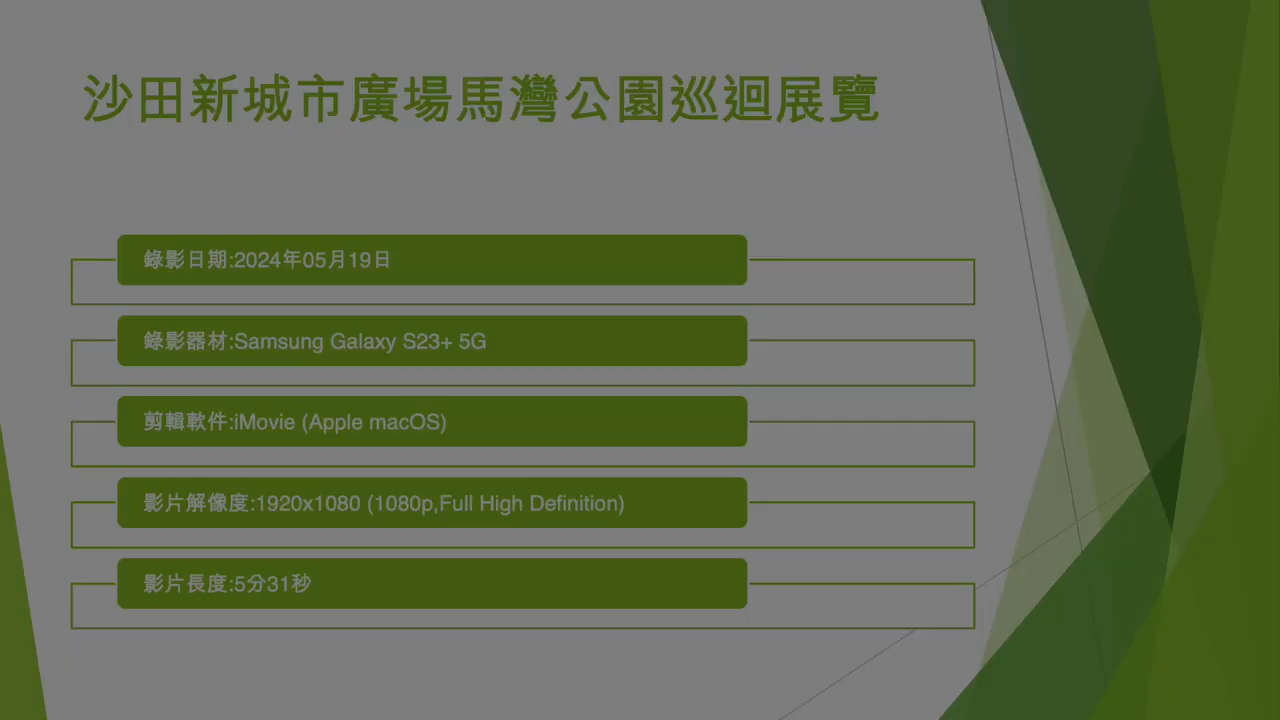 沙田新城市廣場馬灣公園巡迴展覽
錄影日期:2024年05月19日
錄影器材:Samsung Galaxy S23+ 5G
剪輯軟件:iMovie (Apple macOS)
影片解像度:1920x1080 (1080p,Full High Definition)
影片長度:5分31秒